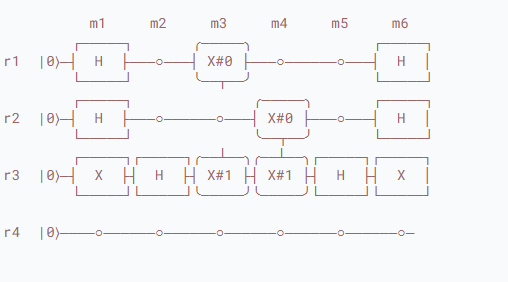 m1 m2 m3 m4 m5 m6
r1 |0⟩ H X#0 H
r2 |0⟩ H X#0 H
r3 |0⟩ X H X#1 X#1 H X
r4 |0⟩